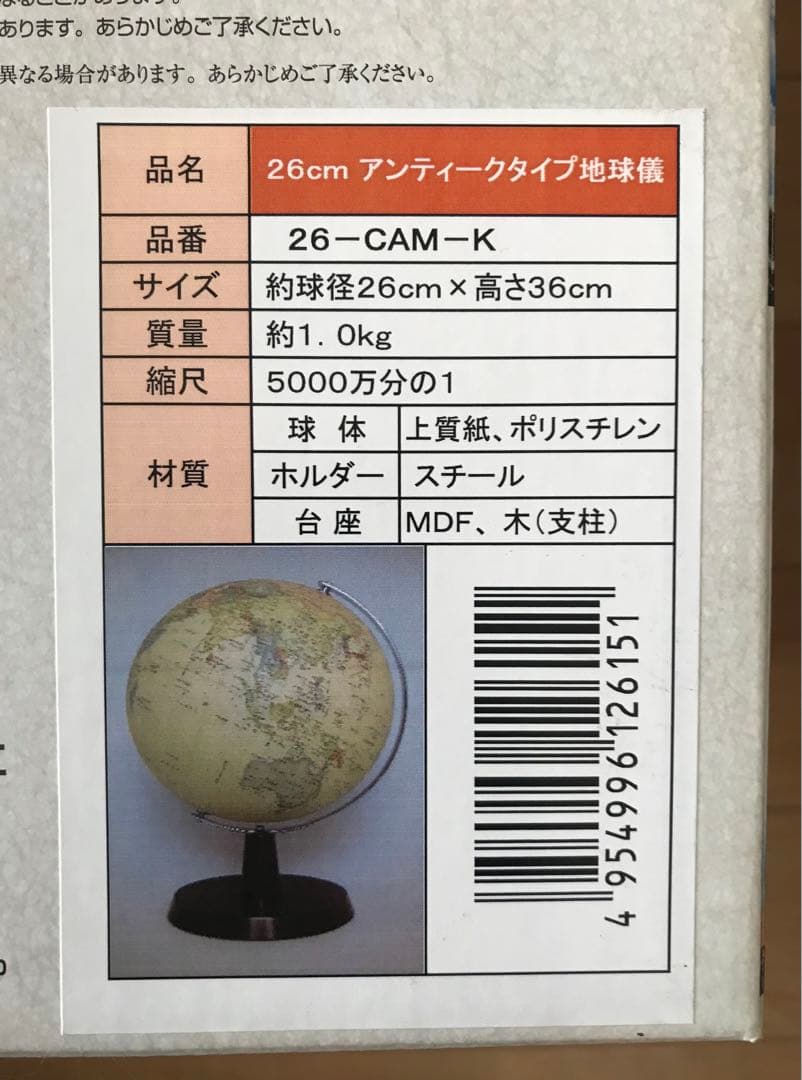 あります。あらかじめご了承ください。
異なる場合があります。あらかじめご了承ください。
品名 26cm アンティークタイプ地球儀
品番 26－CAM－K
サイズ 約球径26cm×高さ36cm
質量 約1．0kg
縮尺 5000万分の1
材質 球 体 上質紙、ポリスチレン
ホルダー スチール
台 座 MDF、木（支柱）
4 954996 126151